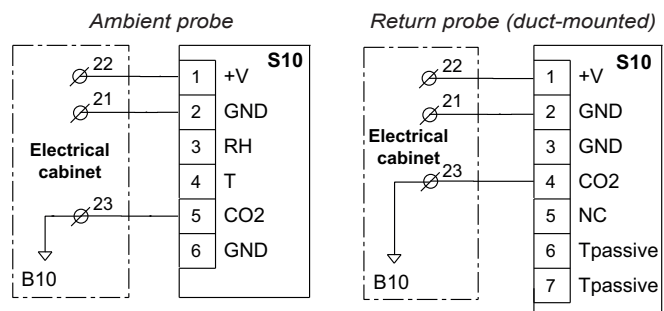 Ambient probe
22
21
Electrical
cabinet
23
B10
S10
1 +V
2 GND
3 RH
4 T
5 CO2
6 GND
Return probe (duct-mounted)
22
21
Electrical
cabinet
23
B10
S10
1 +V
2 GND
3 GND
4 CO2
5 NC
6 Tpassive
7 Tpassive